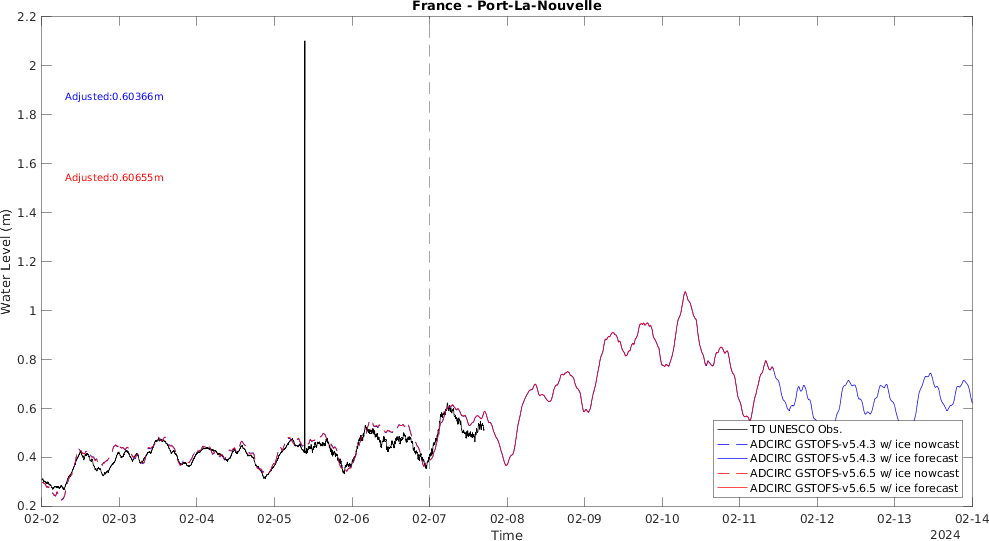 France - Port-La-Nouvelle
2.2
2
1.8
1.6
1.4
1.2
1
0.8
0.6
0.4
0.2
Water Level (m)
Adjusted:0.60366m
Adjusted:0.60655m
TD UNESCO Obs.
ADCIRC GSTOFS-v5.4.3 w/ ice nowcast
ADCIRC GSTOFS-v5.4.3 w/ ice forecast
ADCIRC GSTOFS-v5.6.5 w/ ice nowcast
ADCIRC GSTOFS-v5.6.5 w/ ice forecast
02-02 02-03 02-04 02-05 02-06 02-07 02-08 02-09 02-10 02-11 02-12 02-13 02-14
Time
2024